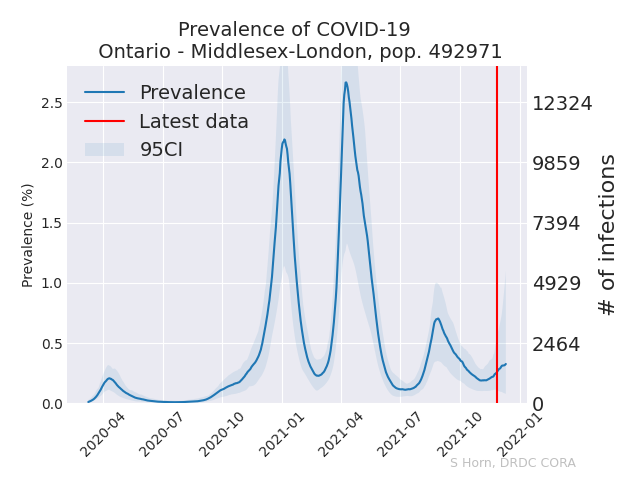 Prevalence of COVID-19
Ontario - Middlesex-London, pop. 492971
Prevalence
Latest data
95CI
Prevalence (%)
2.5
2.0
1.5
1.0
0.5
0.0
12324
9859
7394
4929
2464
0
# of infections
2020-04
2020-07
2020-10
2021-01
2021-04
2021-07
2021-10
2022-01
S Horn, DRDC CORA